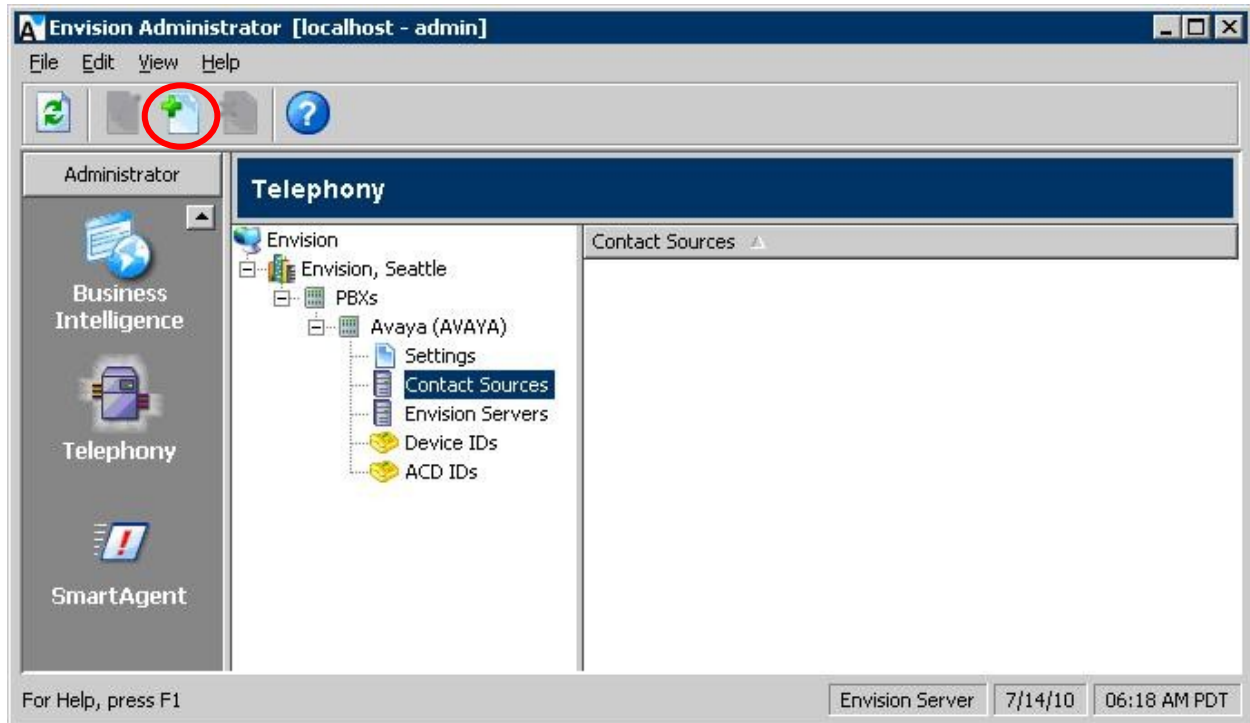 Envision Administrator [localhost - admin]
File Edit View Help
Administrator
Business
Intelligence
Telephony
SmartAgent
Telephony
Envision
Envision, Seattle
PBXs
Avaya (AVAYA)
Settings
Contact Sources
Envision Servers
Device IDs
ACD IDs
Contact Sources
For Help, press F1
Envision Server 7/14/10 06:18 AM PDT